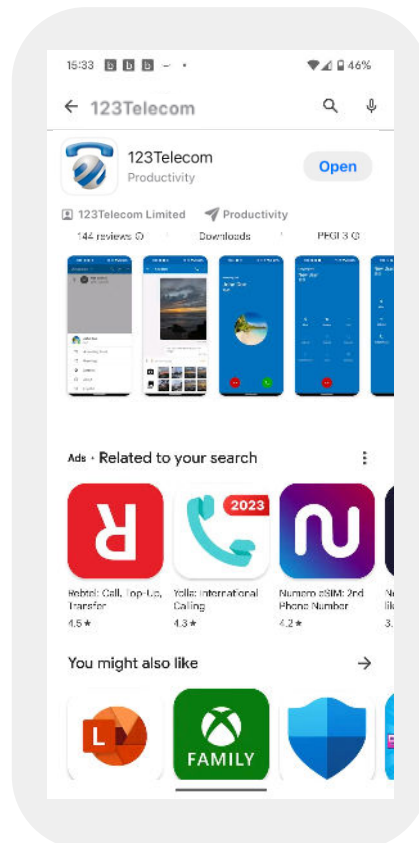 15:33 46%
123Telecom
123Telecom
Productivity
Open
123Telecom Limited Productivity
144 reviews Downloads PEGI 3
Ads · Related to your search
2023
Rebtel: Call, Top-Up, Transfer
Yolla: International Calling
Numero eSIM: 2nd Phone Number
4.5★ 4.3★ 4.2★ 3.
You might also like
L
FAMILY